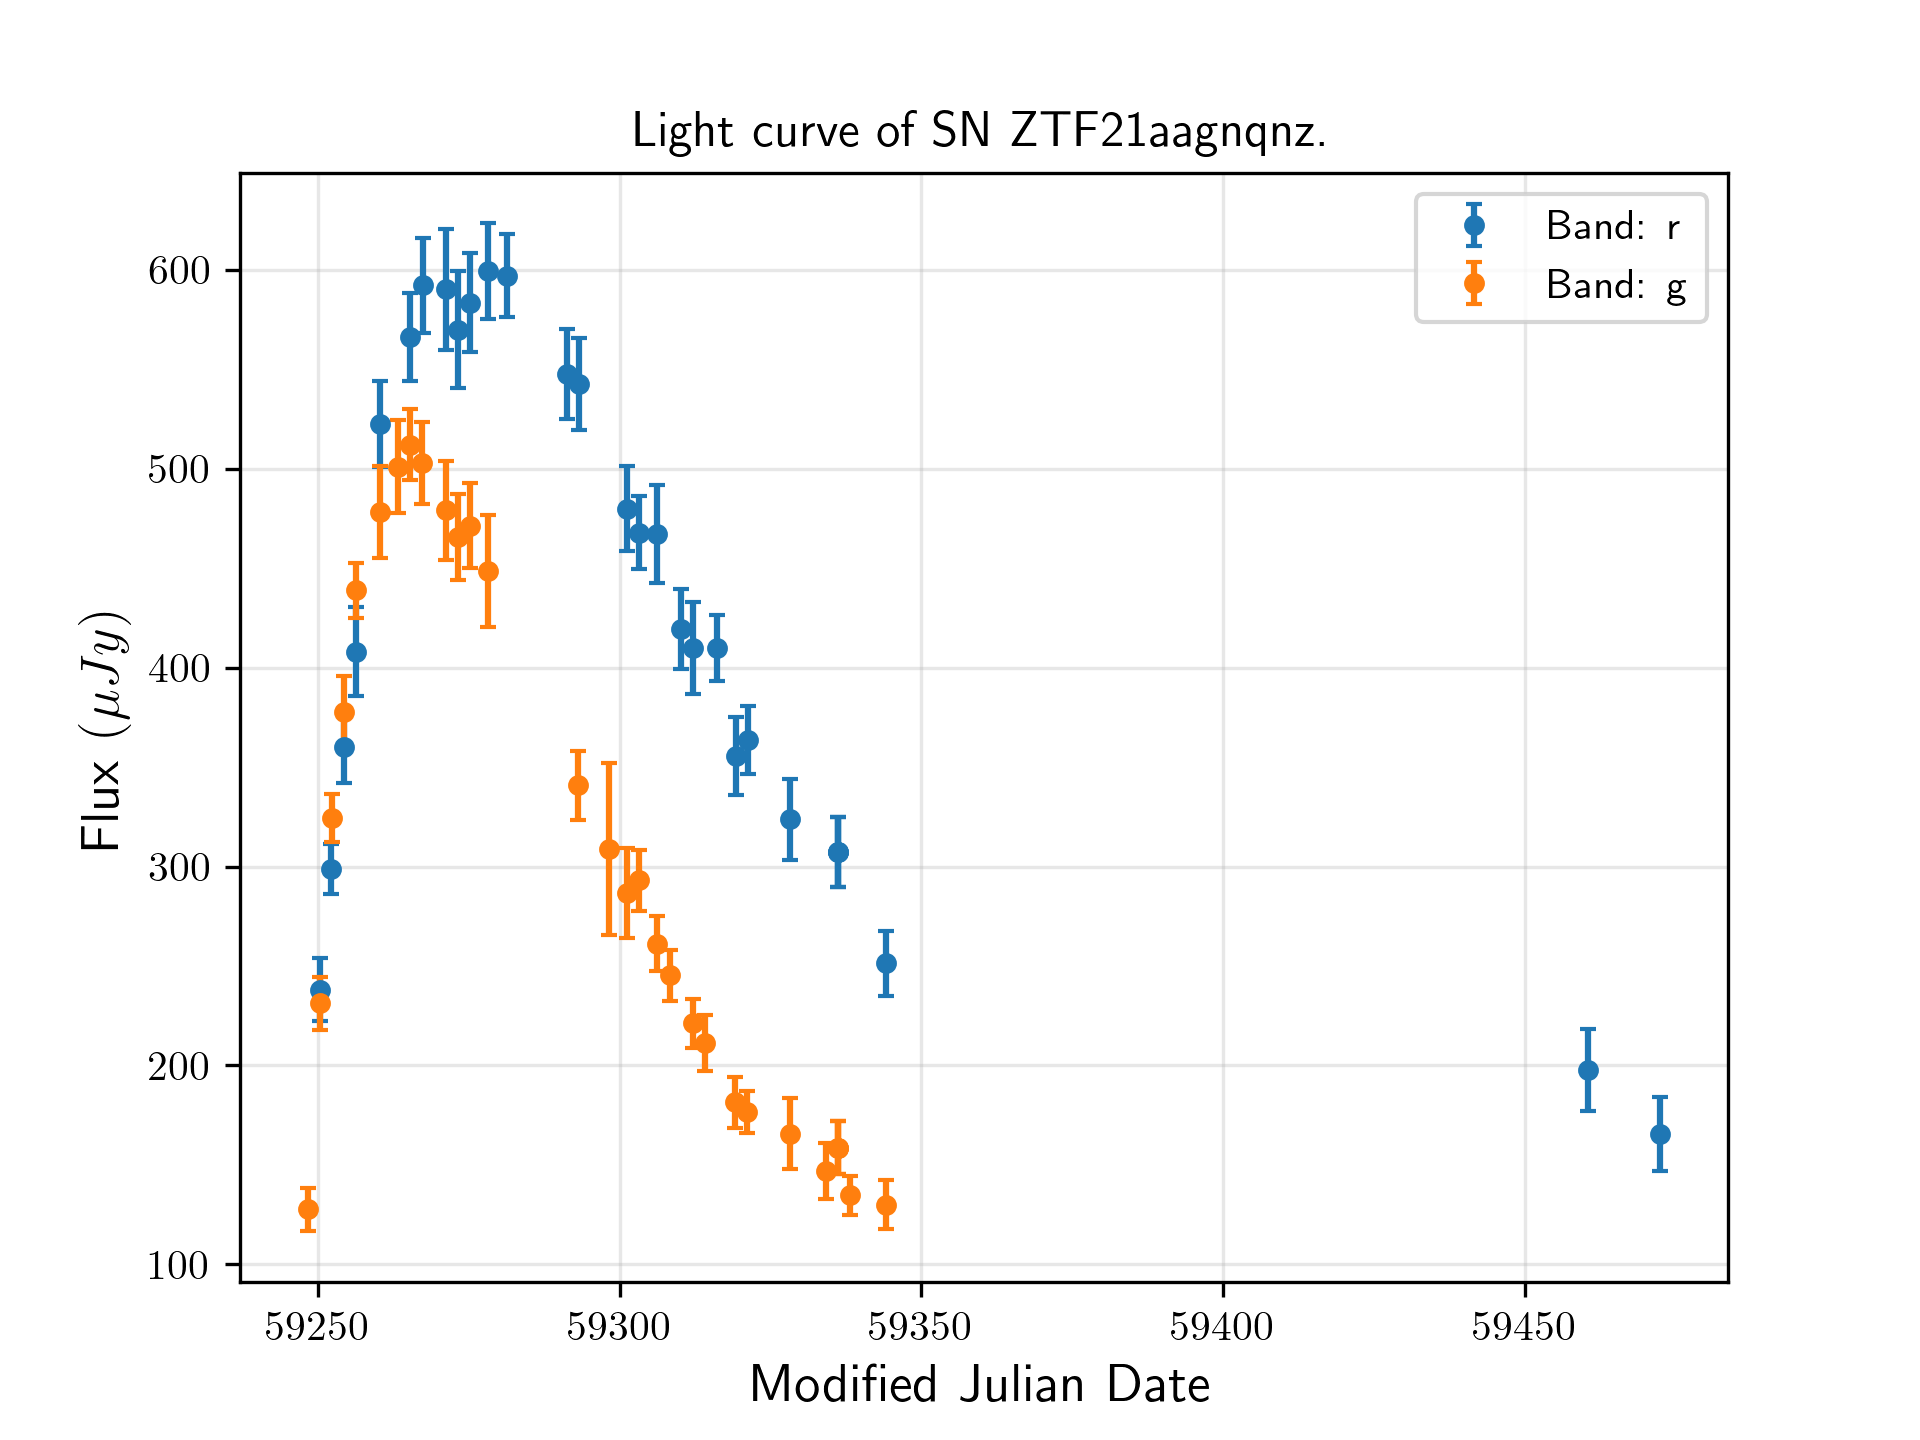 Light curve of SN ZTF21aagnqnz.
Band: r
Band: g
600
500
400
300
200
100
Flux (μJy)
59250 59300 59350 59400 59450
Modified Julian Date